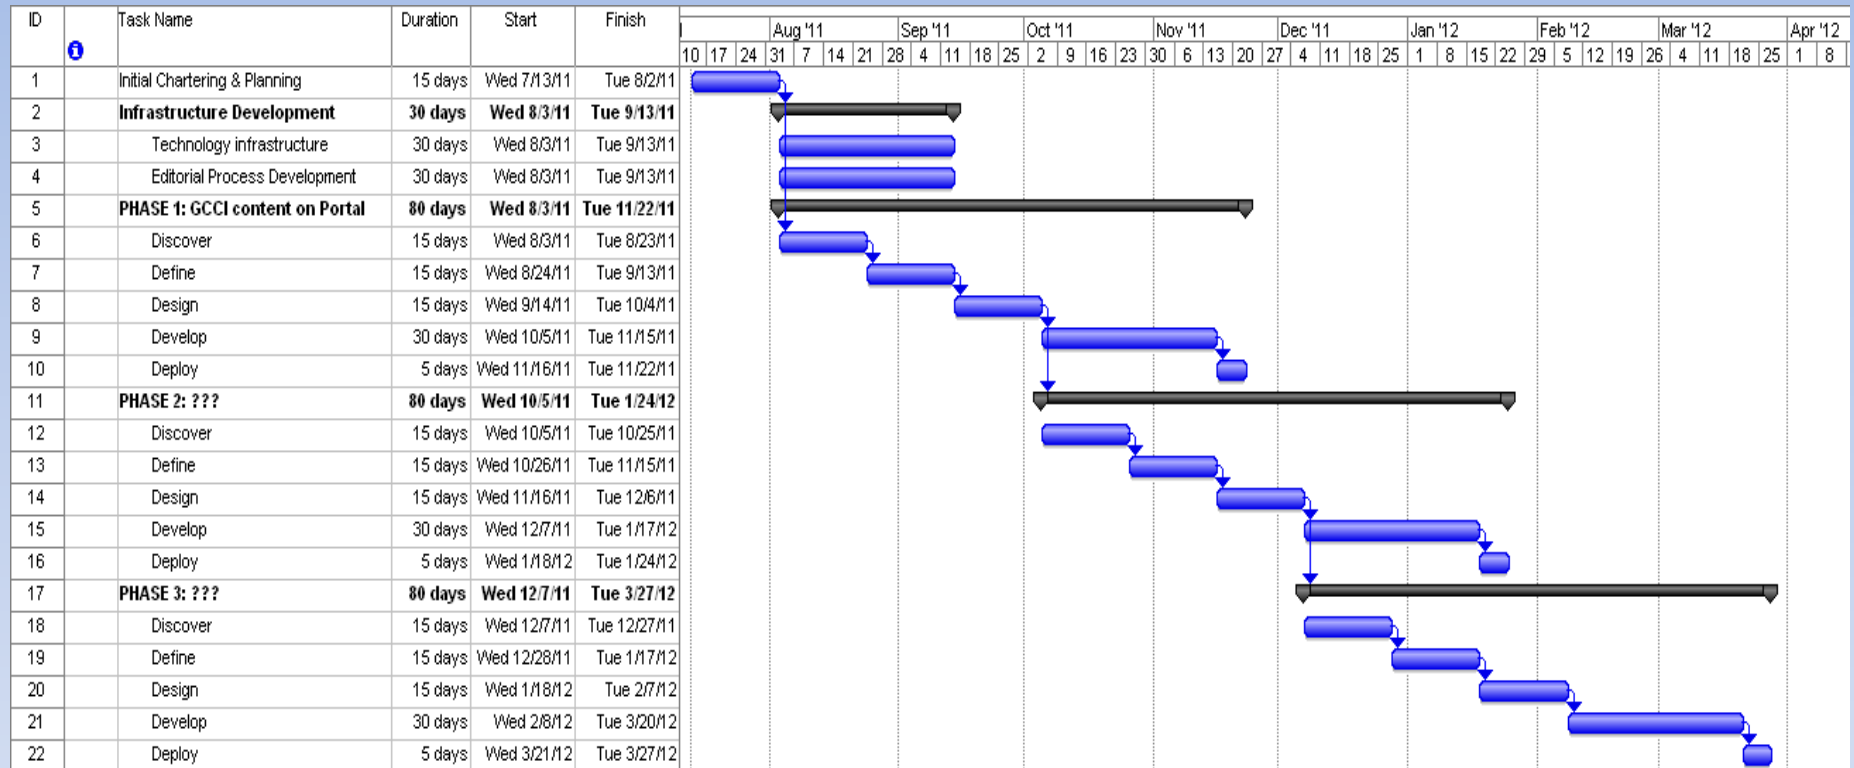 ID Task Name Duration Start Finish
Aug '11 Sep '11 Oct '11 Nov '11 Dec '11 Jan '12 Feb '12 Mar '12 Apr '12
10 17 24 31 7 14 21 28 4 11 18 25 2 9 16 23 30 6 13 20 27 4 11 18 25 1 8 15 22 29 5 12 19 26 4 11 18 25 1 8
1 Initial Chartering & Planning 15 days Wed 7/13/11 Tue 8/2/11
2 Infrastructure Development 30 days Wed 8/3/11 Tue 9/13/11
3 Technology infrastructure 30 days Wed 8/3/11 Tue 9/13/11
4 Editorial Process Development 30 days Wed 8/3/11 Tue 9/13/11
5 PHASE 1: GCCI content on Portal 80 days Wed 8/3/11 Tue 11/22/11
6 Discover 15 days Wed 8/3/11 Tue 8/23/11
7 Define 15 days Wed 8/24/11 Tue 9/13/11
8 Design 15 days Wed 9/14/11 Tue 10/4/11
9 Develop 30 days Wed 10/5/11 Tue 11/15/11
10 Deploy 5 days Wed 11/16/11 Tue 11/22/11
11 PHASE 2: ??? 80 days Wed 10/5/11 Tue 1/24/12
12 Discover 15 days Wed 10/5/11 Tue 10/25/11
13 Define 15 days Wed 10/26/11 Tue 11/15/11
14 Design 15 days Wed 11/16/11 Tue 12/6/11
15 Develop 30 days Wed 12/7/11 Tue 1/17/12
16 Deploy 5 days Wed 1/18/12 Tue 1/24/12
17 PHASE 3: ??? 80 days Wed 12/7/11 Tue 3/27/12
18 Discover 15 days Wed 12/7/11 Tue 12/27/11
19 Define 15 days Wed 12/28/11 Tue 1/17/12
20 Design 15 days Wed 1/18/12 Tue 2/7/12
21 Develop 30 days Wed 2/8/12 Tue 3/20/12
22 Deploy 5 days Wed 3/21/12 Tue 3/27/12